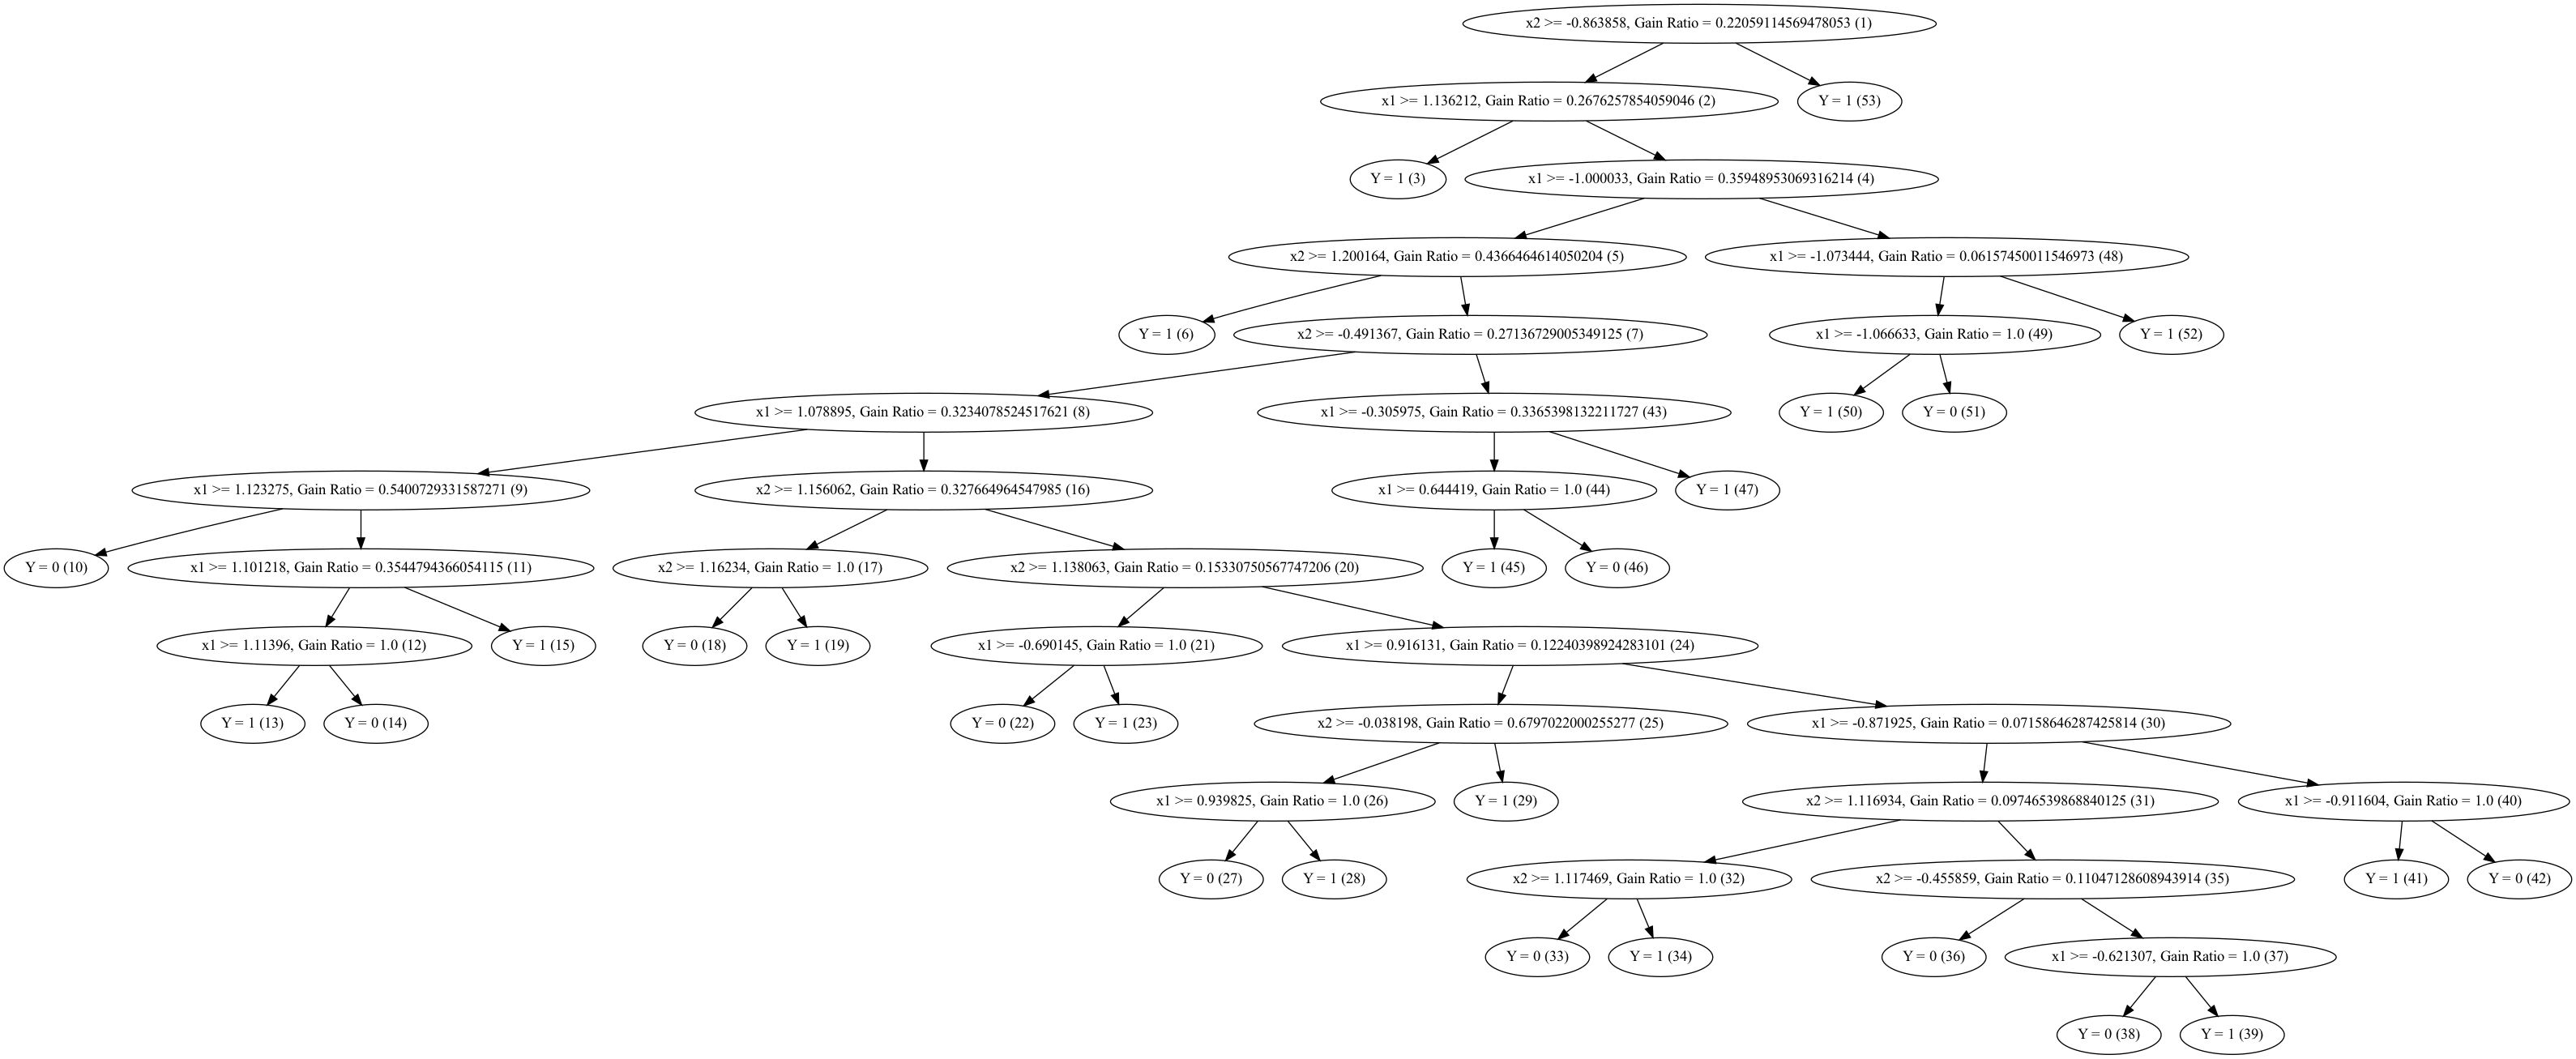 x2 >= -0.863858, Gain Ratio = 0.22059114569478053 (1)
x1 >= 1.136212, Gain Ratio = 0.2676257854059046 (2)
Y = 1 (53)
Y = 1 (3)
x1 >= -1.000033, Gain Ratio = 0.35948953069316214 (4)
x2 >= 1.200164, Gain Ratio = 0.4366464614050204 (5)
x1 >= -1.073444, Gain Ratio = 0.06157450011546973 (48)
Y = 1 (6)
x2 >= -0.491367, Gain Ratio = 0.27136729005349125 (7)
x1 >= -1.066633, Gain Ratio = 1.0 (49)
Y = 1 (52)
x1 >= 1.078895, Gain Ratio = 0.3234078524517621 (8)
x1 >= -0.305975, Gain Ratio = 0.3365398132211727 (43)
Y = 1 (50)
Y = 0 (51)
x1 >= 1.123275, Gain Ratio = 0.5400729331587271 (9)
x2 >= 1.156062, Gain Ratio = 0.327664964547985 (16)
x1 >= 0.644419, Gain Ratio = 1.0 (44)
Y = 1 (47)
Y = 0 (10)
x1 >= 1.101218, Gain Ratio = 0.3544794366054115 (11)
x2 >= 1.16234, Gain Ratio = 1.0 (17)
x2 >= 1.138063, Gain Ratio = 0.15330750567747206 (20)
Y = 1 (45)
Y = 0 (46)
x1 >= 1.11396, Gain Ratio = 1.0 (12)
Y = 1 (15)
Y = 0 (18)
Y = 1 (19)
x1 >= -0.690145, Gain Ratio = 1.0 (21)
x1 >= 0.916131, Gain Ratio = 0.12240398924283101 (24)
Y = 1 (13)
Y = 0 (14)
Y = 0 (22)
Y = 1 (23)
x2 >= -0.038198, Gain Ratio = 0.6797022000255277 (25)
x1 >= -0.871925, Gain Ratio = 0.07158646287425814 (30)
x1 >= 0.939825, Gain Ratio = 1.0 (26)
Y = 1 (29)
x2 >= 1.116934, Gain Ratio = 0.09746539868840125 (31)
x1 >= -0.911604, Gain Ratio = 1.0 (40)
Y = 0 (27)
Y = 1 (28)
x2 >= 1.117469, Gain Ratio = 1.0 (32)
x2 >= -0.455859, Gain Ratio = 0.11047128608943914 (35)
Y = 1 (41)
Y = 0 (42)
Y = 0 (33)
Y = 1 (34)
Y = 0 (36)
x1 >= -0.621307, Gain Ratio = 1.0 (37)
Y = 0 (38)
Y = 1 (39)